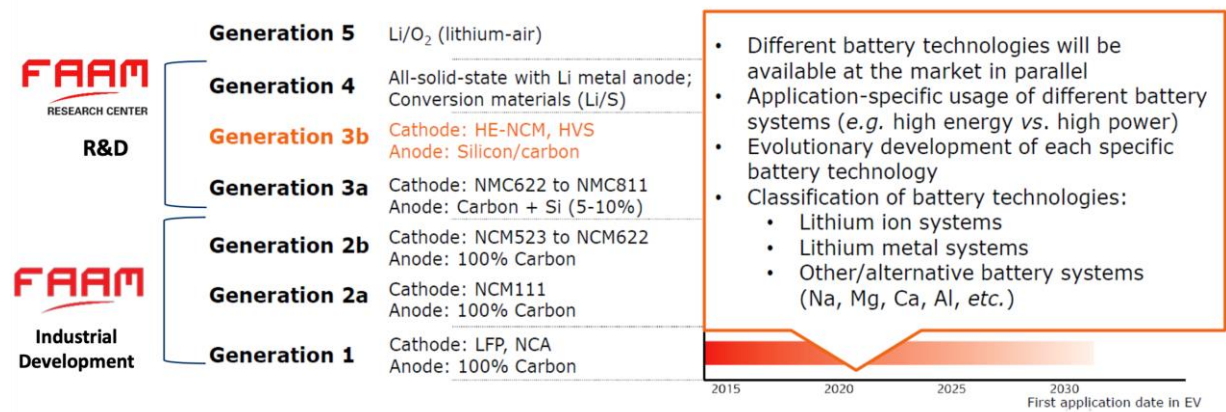 FAAM
RESEARCH CENTER
R&D
FAAM
Industrial
Development
Generation 5
Li/O₂ (lithium-air)
Generation 4
All-solid-state with Li metal anode;
Conversion materials (Li/S)
Generation 3b
Cathode: HE-NCM, HVS
Anode: Silicon/carbon
Generation 3a
Cathode: NMC622 to NMC811
Anode: Carbon + Si (5-10%)
Generation 2b
Cathode: NCM523 to NCM622
Anode: 100% Carbon
Generation 2a
Cathode: NCM111
Anode: 100% Carbon
Generation 1
Cathode: LFP, NCA
Anode: 100% Carbon
• Different battery technologies will be
available at the market in parallel
• Application-specific usage of different battery
systems (e.g. high energy vs. high power)
• Evolutionary development of each specific
battery technology
• Classification of battery technologies:
• Lithium ion systems
• Lithium metal systems
• Other/alternative battery systems
(Na, Mg, Ca, Al, etc.)
2015 2020 2025 2030
First application date in EV